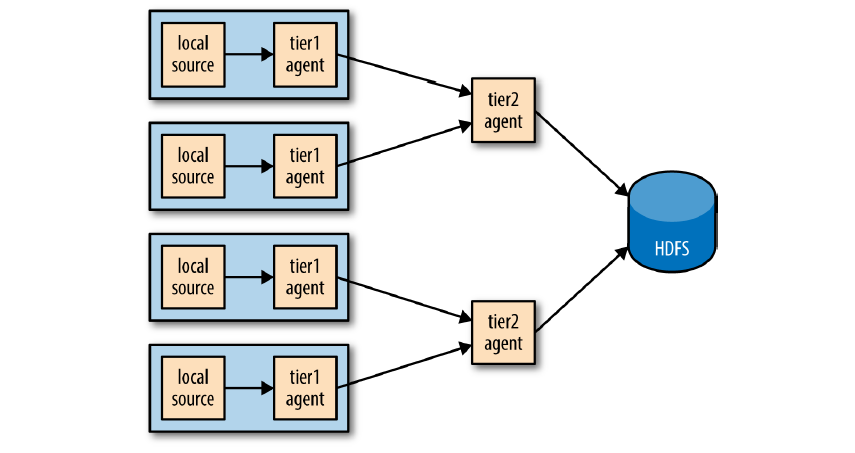 local
source
tier1
agent
local
source
tier1
agent
tier2
agent
local
source
tier1
agent
local
source
tier1
agent
tier2
agent
HDFS